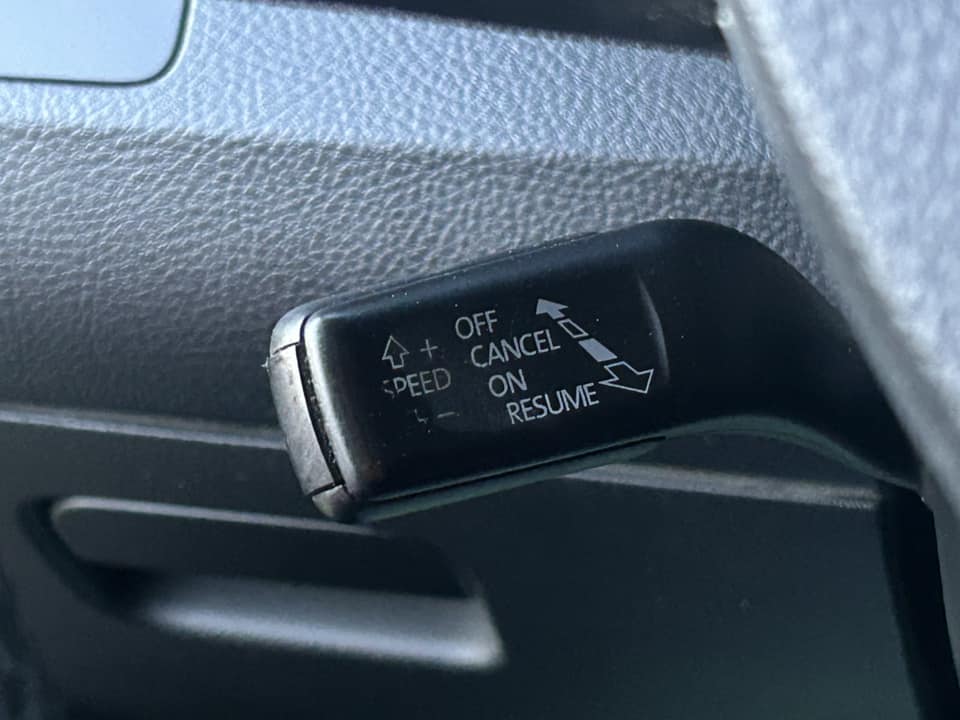 +
SPEED
−
OFF
CANCEL
ON
RESUME